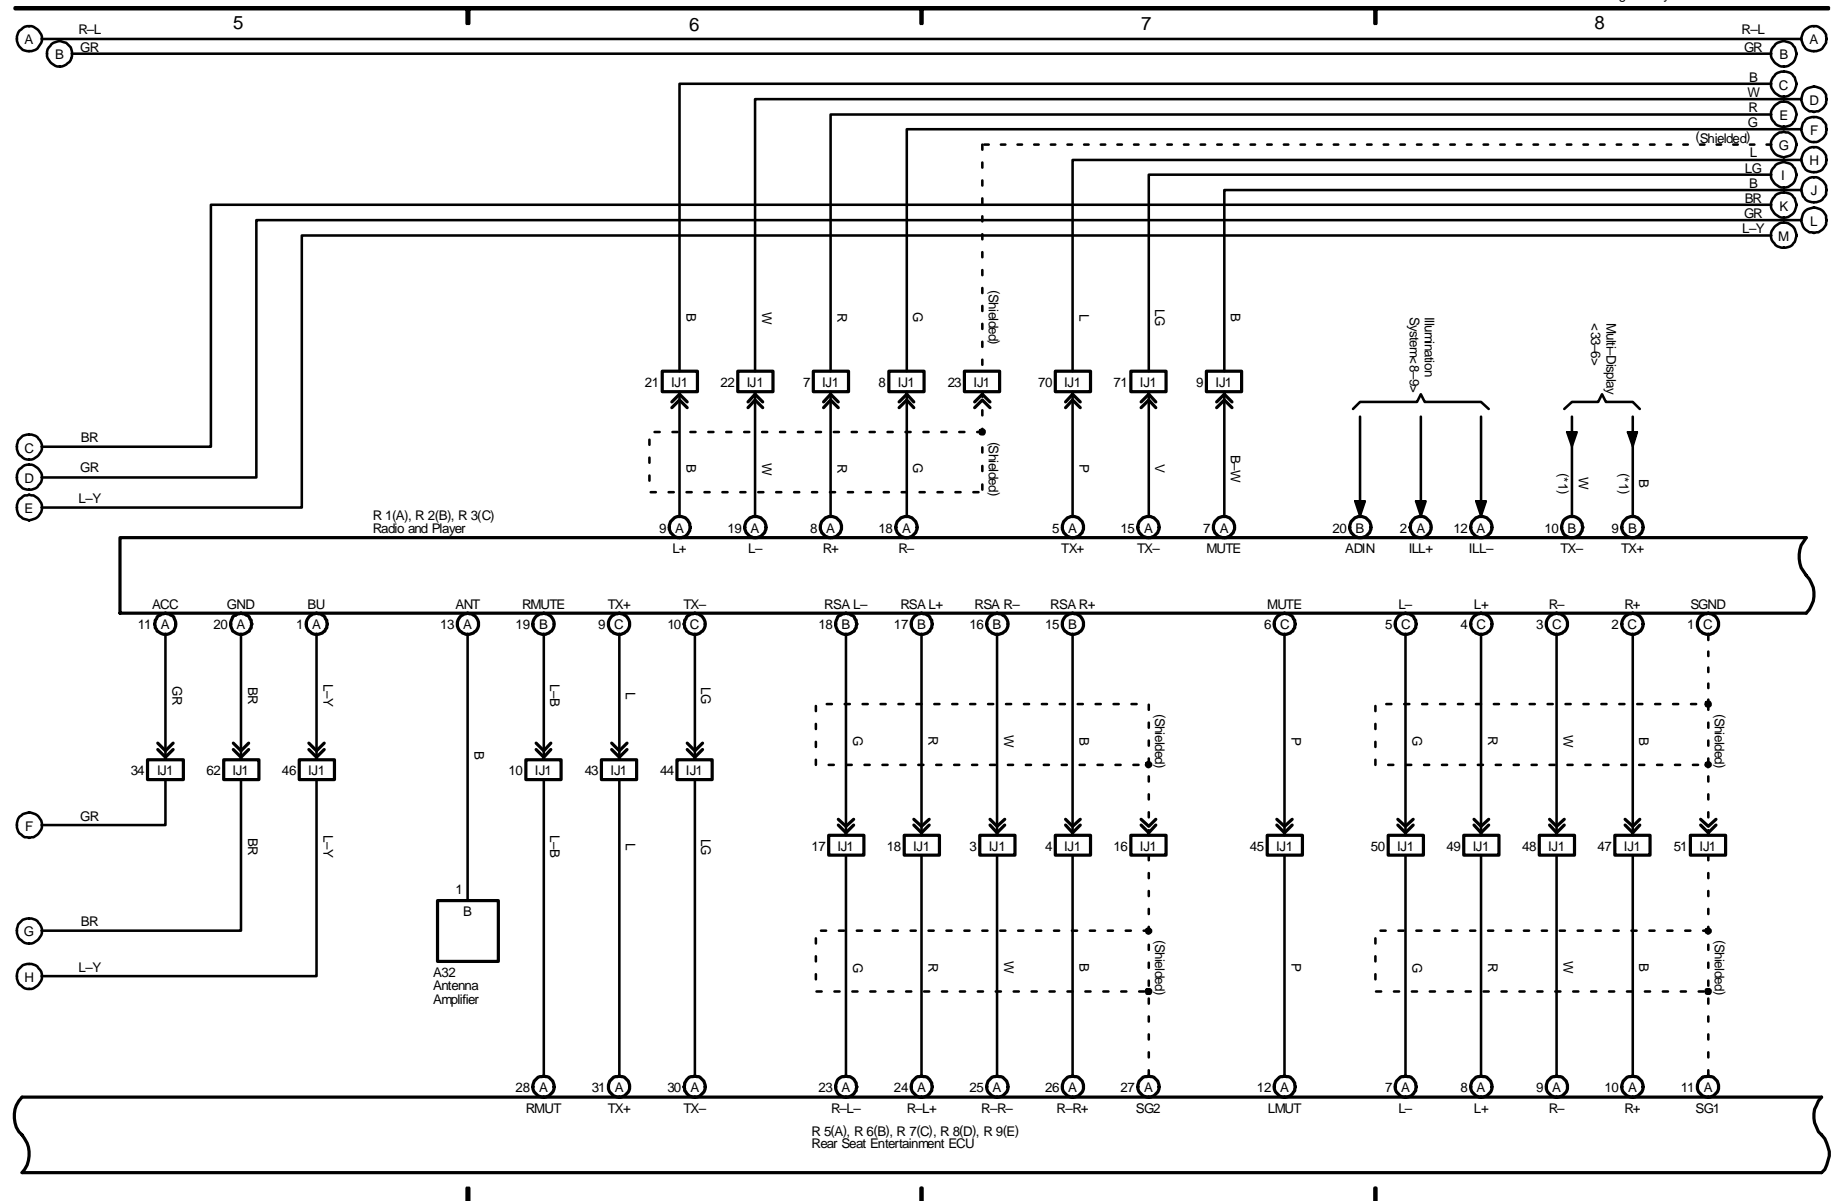 5 6 7 8
A R–L R–L A
B GR GR B
B C
W D
R E
G F
(Shielded) G
L H
LG I
B J
BR K
GR L
L–Y M
B W R G (Shielded) L LG B
Illumination
System<8–9>
Multi–Display
<33–6>
21 IJ1 22 IJ1 7 IJ1 8 IJ1 23 IJ1 70 IJ1 71 IJ1 9 IJ1
C BR
D GR
E L–Y
B W R G (Shielded) P V B–W W (*1) B (*1)
R 1(A), R 2(B), R 3(C)
Radio and Player
9 A 19 A 8 A 18 A 5 A 15 A 7 A 20 B 2 A 12 A 10 B 9 B
L+ L– R+ R– TX+ TX– MUTE ADIN ILL+ ILL– TX– TX+
ACC GND BU ANT RMUTE TX+ TX– RSA L– RSA L+ RSA R– RSA R+ MUTE L– L+ R– R+ SGND
11 A 20 A 1 A 13 A 19 B 9 C 10 C 18 B 17 B 16 B 15 B 6 C 5 C 4 C 3 C 2 C 1 C
GR BR L–Y L–B L LG
B G R W B (Shielded) P G R W B (Shielded)
34 IJ1 62 IJ1 46 IJ1 10 IJ1 43 IJ1 44 IJ1
F GR
17 IJ1 18 IJ1 3 IJ1 4 IJ1 16 IJ1 45 IJ1 50 IJ1 49 IJ1 48 IJ1 47 IJ1 51 IJ1
BR L–Y L–B L LG
1
B
G BR
H L–Y
G R W B (Shielded) P G R W B (Shielded)
A32
Antenna
Amplifier
28 A 31 A 30 A 23 A 24 A 25 A 26 A 27 A 12 A 7 A 8 A 9 A 10 A 11 A
RMUT TX+ TX– R–L– R–L+ R–R– R–R+ SG2 LMUT L– L+ R– R+ SG1
R 5(A), R 6(B), R 7(C), R 8(D), R 9(E)
Rear Seat Entertainment ECU